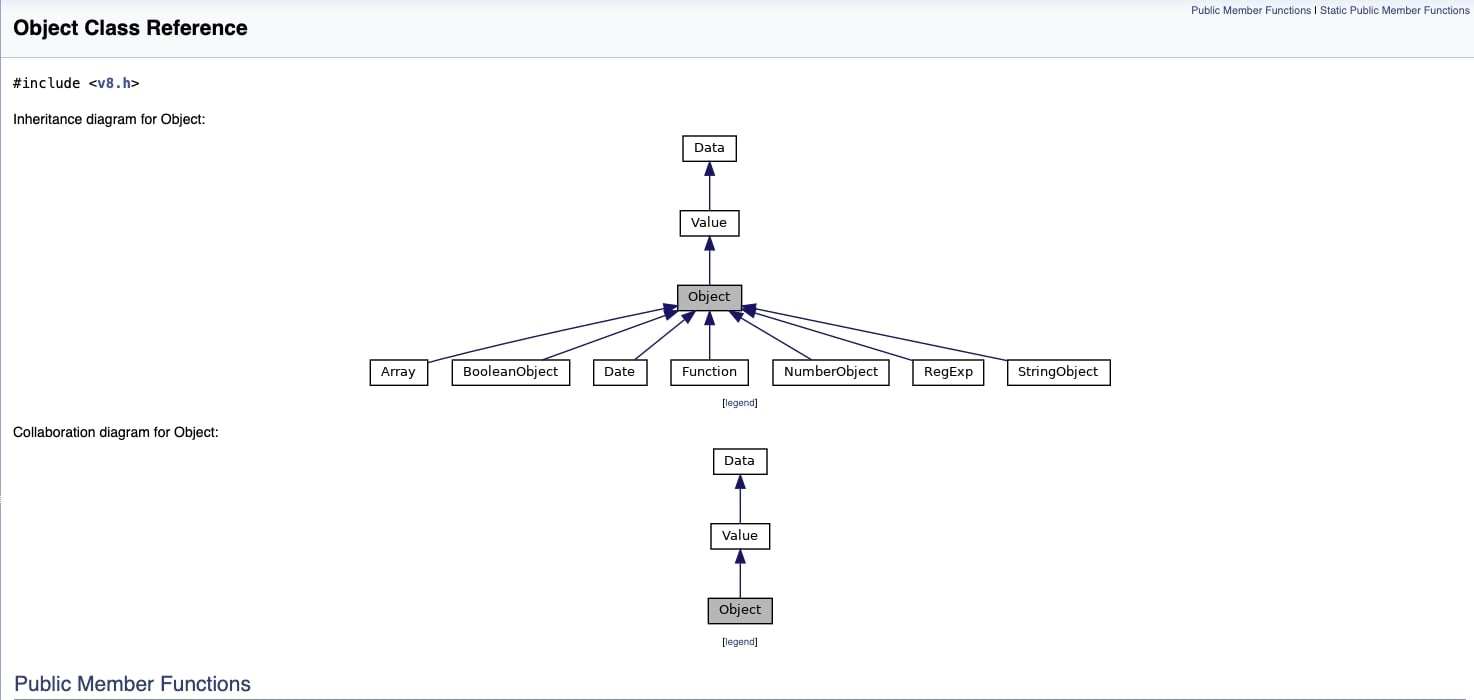 Public Member Functions | Static Public Member Functions
Object Class Reference
#include <v8.h>
Inheritance diagram for Object:
Data
Value
Object
Array BooleanObject Date Function NumberObject RegExp StringObject
[legend]
Collaboration diagram for Object:
Data
Value
Object
[legend]
Public Member Functions